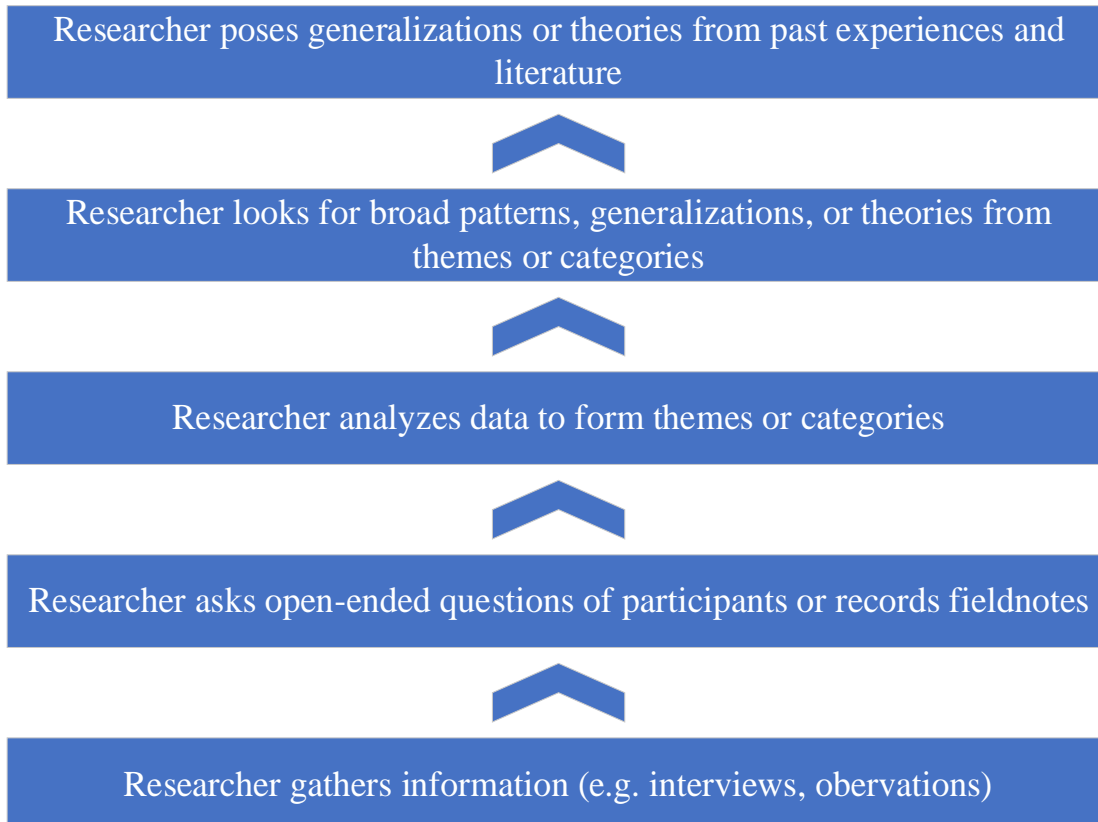 Researcher poses generalizations or theories from past experiences and
literature
Researcher looks for broad patterns, generalizations, or theories from
themes or categories
Researcher analyzes data to form themes or categories
Researcher asks open-ended questions of participants or records fieldnotes
Researcher gathers information (e.g. interviews, obervations)